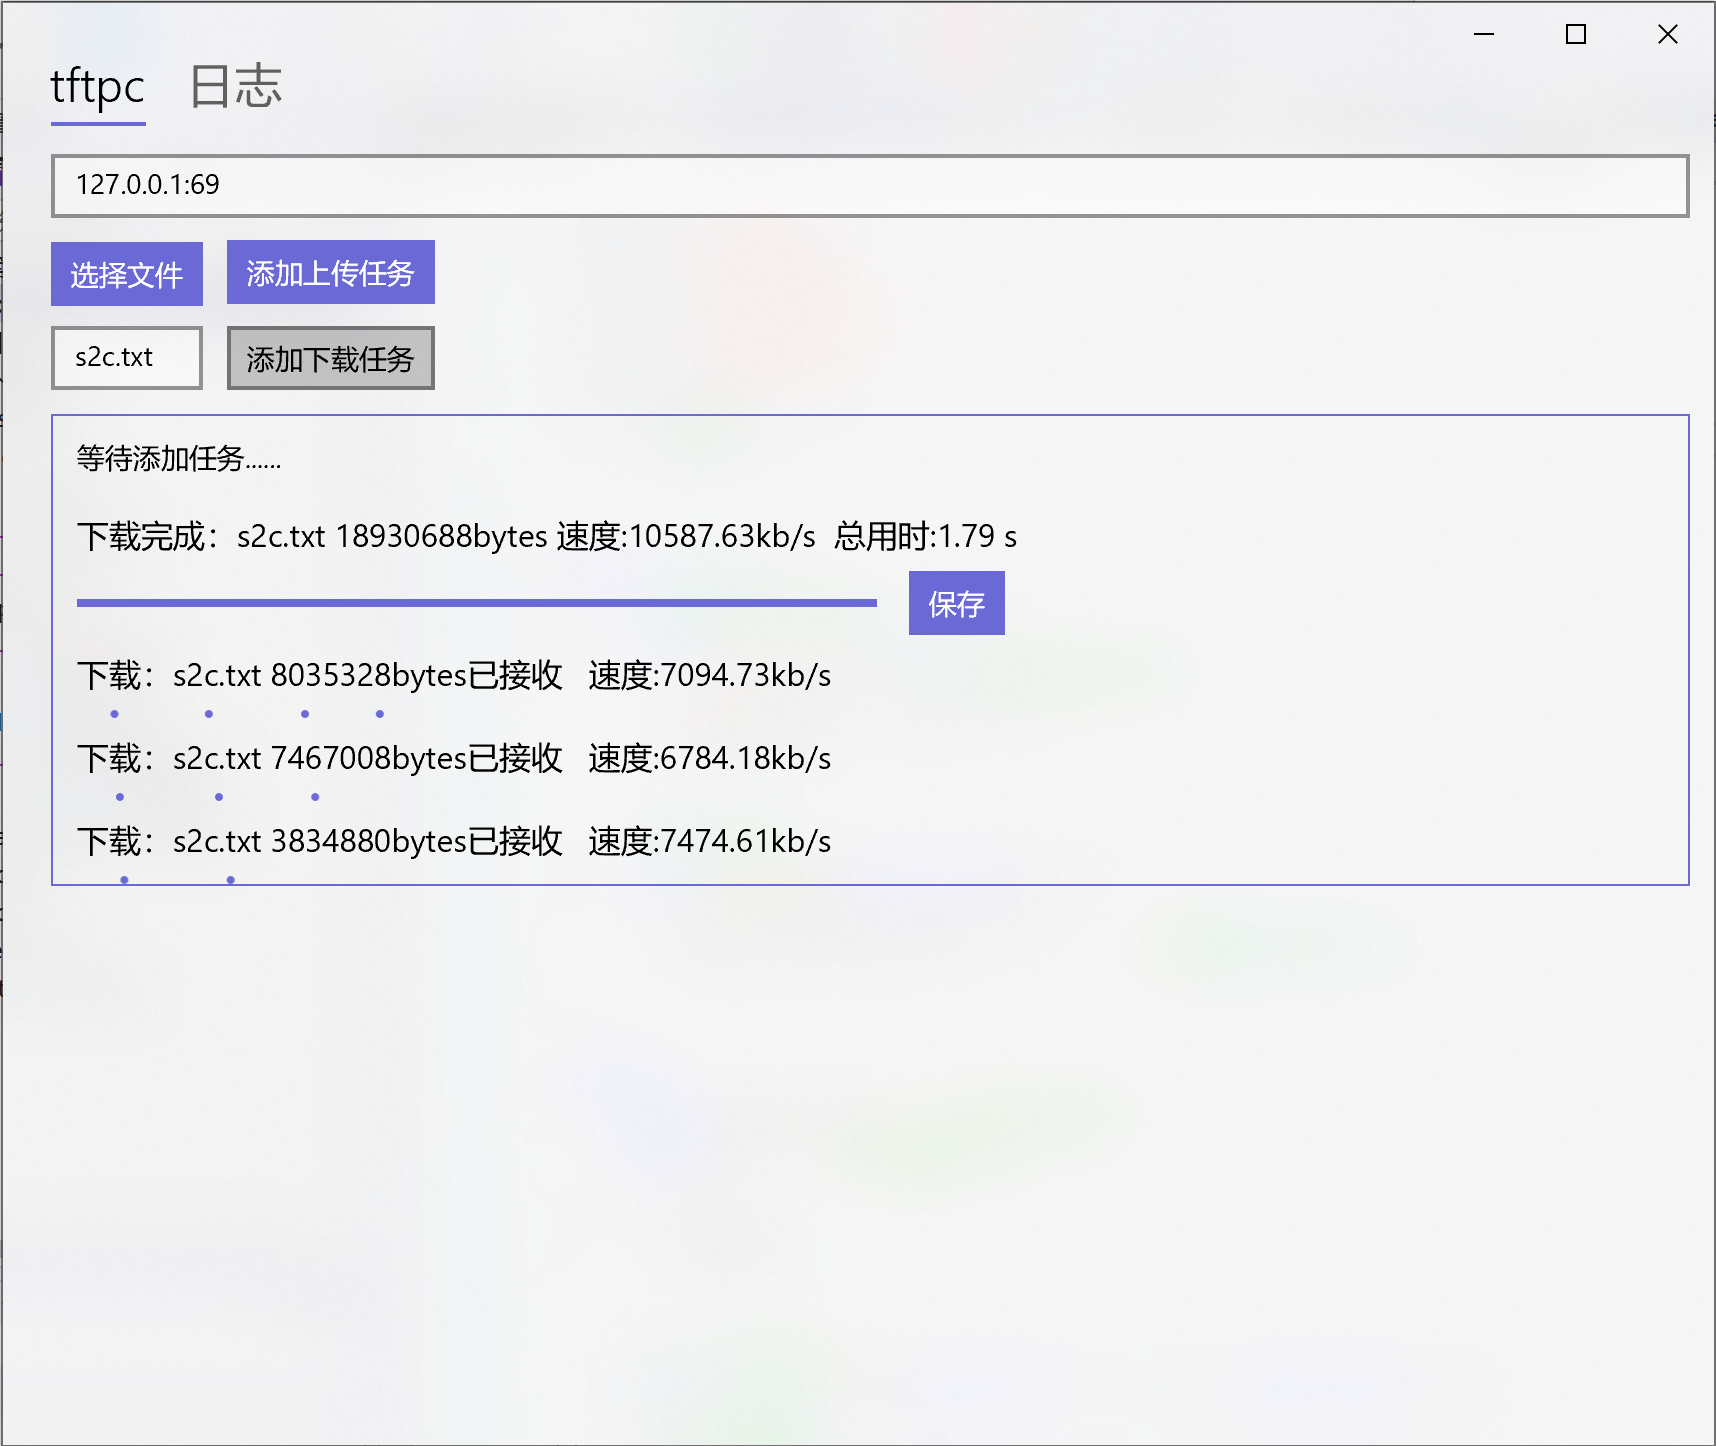 tftpc 日志
127.0.0.1:69
选择文件 添加上传任务
s2c.txt 添加下载任务
等待添加任务......
下载完成：s2c.txt 18930688bytes 速度:10587.63kb/s 总用时:1.79 s
保存
下载：s2c.txt 8035328bytes已接收 速度:7094.73kb/s
下载：s2c.txt 7467008bytes已接收 速度:6784.18kb/s
下载：s2c.txt 3834880bytes已接收 速度:7474.61kb/s